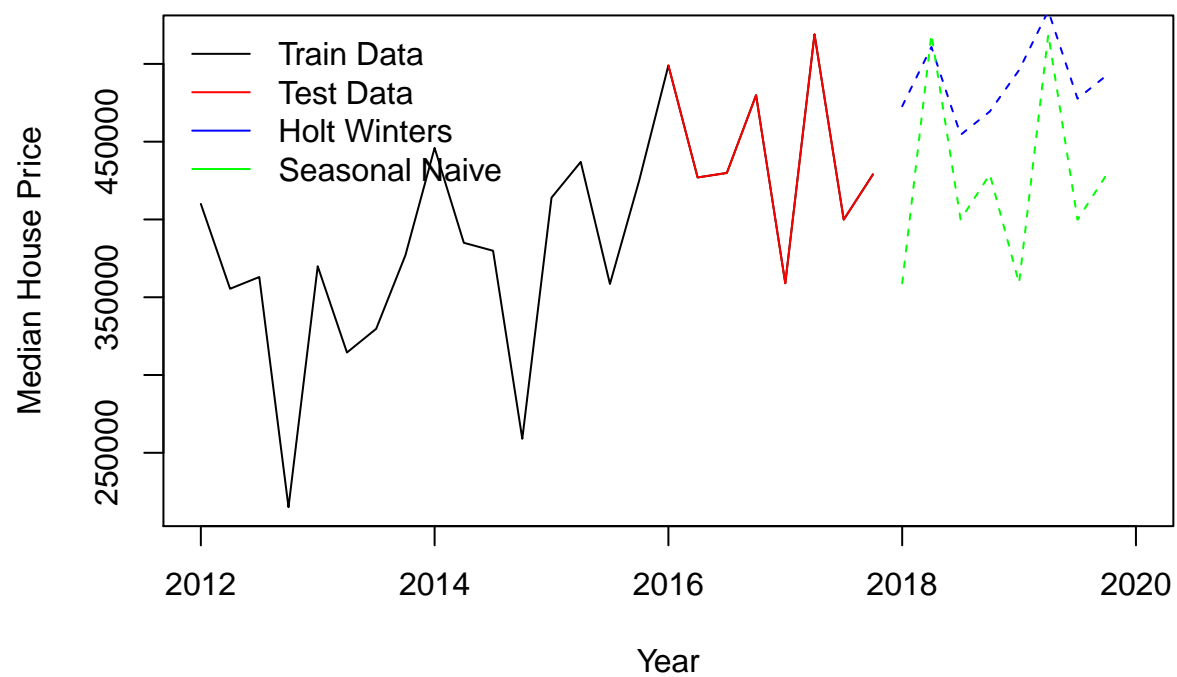 Train Data
Test Data
Holt Winters
Seasonal Naive
Median House Price
450000
350000
250000
2012 2014 2016 2018 2020
Year